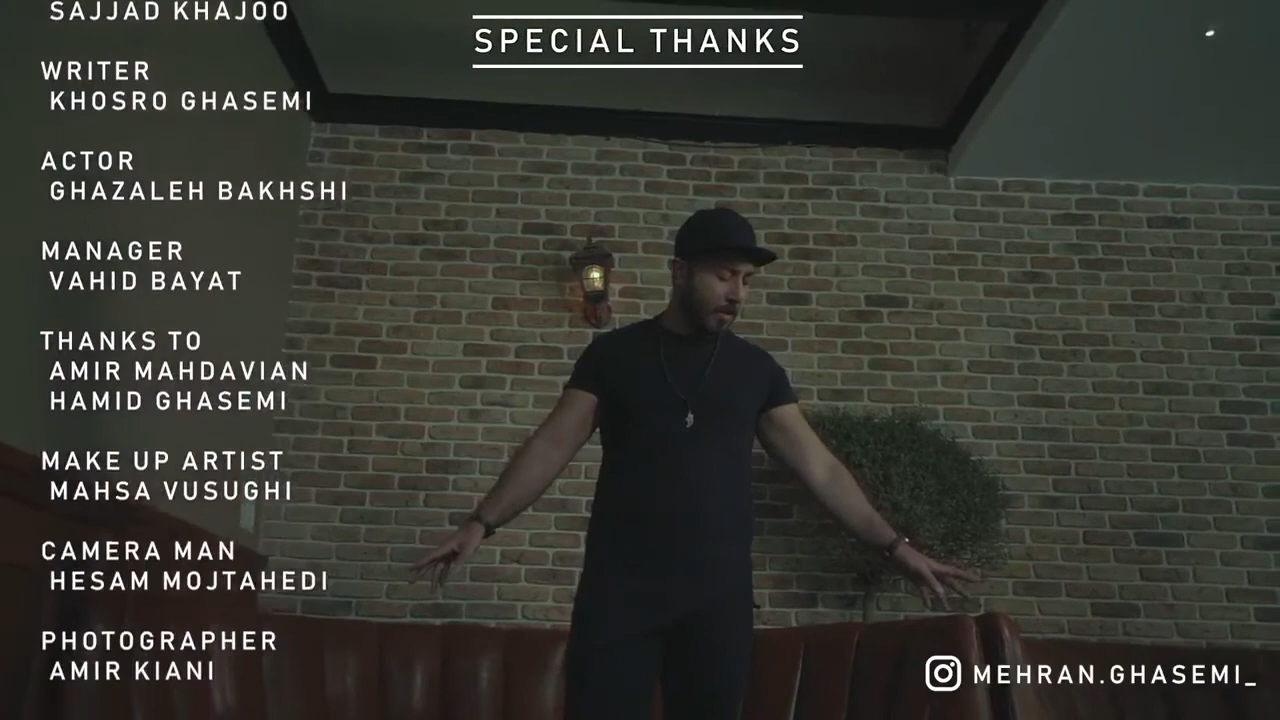 SAJJAD KHAJOO
SPECIAL THANKS
WRITER
KHOSRO GHASEMI
ACTOR
GHAZALEH BAKHSHI
MANAGER
VAHID BAYAT
THANKS TO
AMIR MAHDAVIAN
HAMID GHASEMI
MAKE UP ARTIST
MAHSA VUSUGHI
CAMERA MAN
HESAM MOJTAHEDI
PHOTOGRAPHER
AMIR KIANI
MEHRAN.GHASEMI_